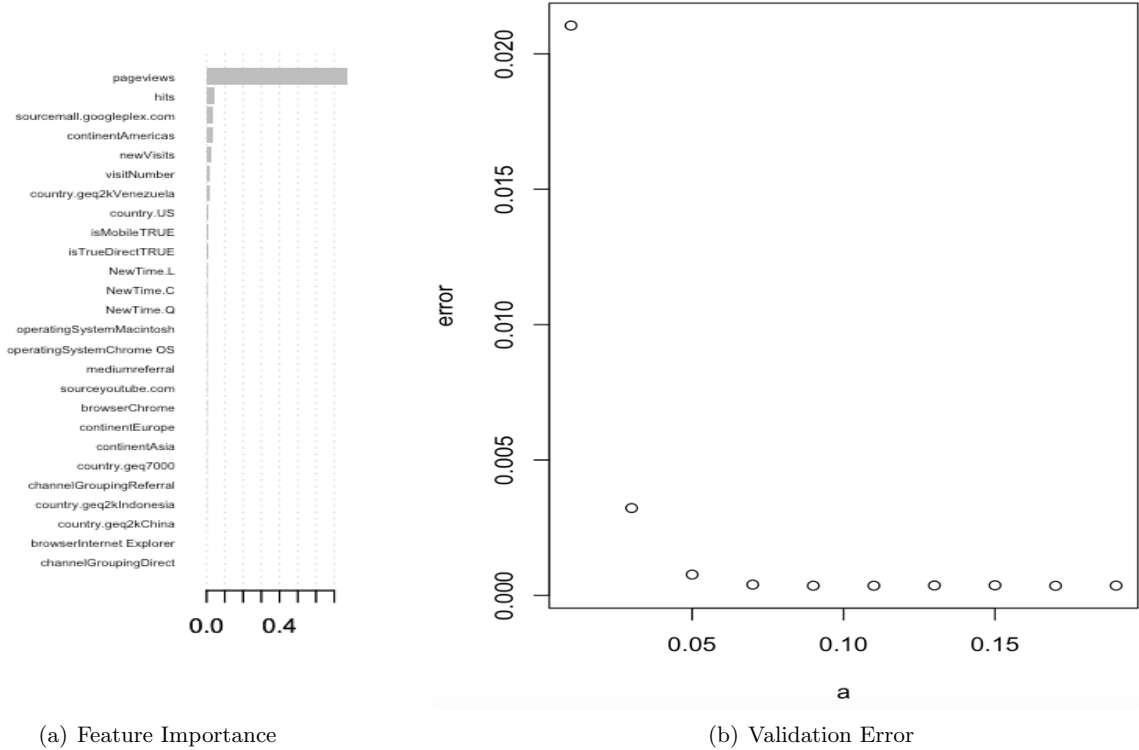 pageviews
hits
sourcemall.googleplex.com
continentAmericas
newVisits
visitNumber
country.geq2kVenezuela
country.US
isMobileTRUE
isTrueDirectTRUE
NewTime.L
NewTime.C
NewTime.Q
operatingSystemMacintosh
operatingSystemChrome OS
mediumreferral
sourceyoutube.com
browserChrome
continentEurope
continentAsia
country.geq7000
channelGroupingReferral
country.geq2kIndonesia
country.geq2kChina
browserInternet Explorer
channelGroupingDirect
0.0 0.4
(a) Feature Importance
0.020
0.015
0.010
0.005
0.000
error
0.05 0.10 0.15
a
(b) Validation Error